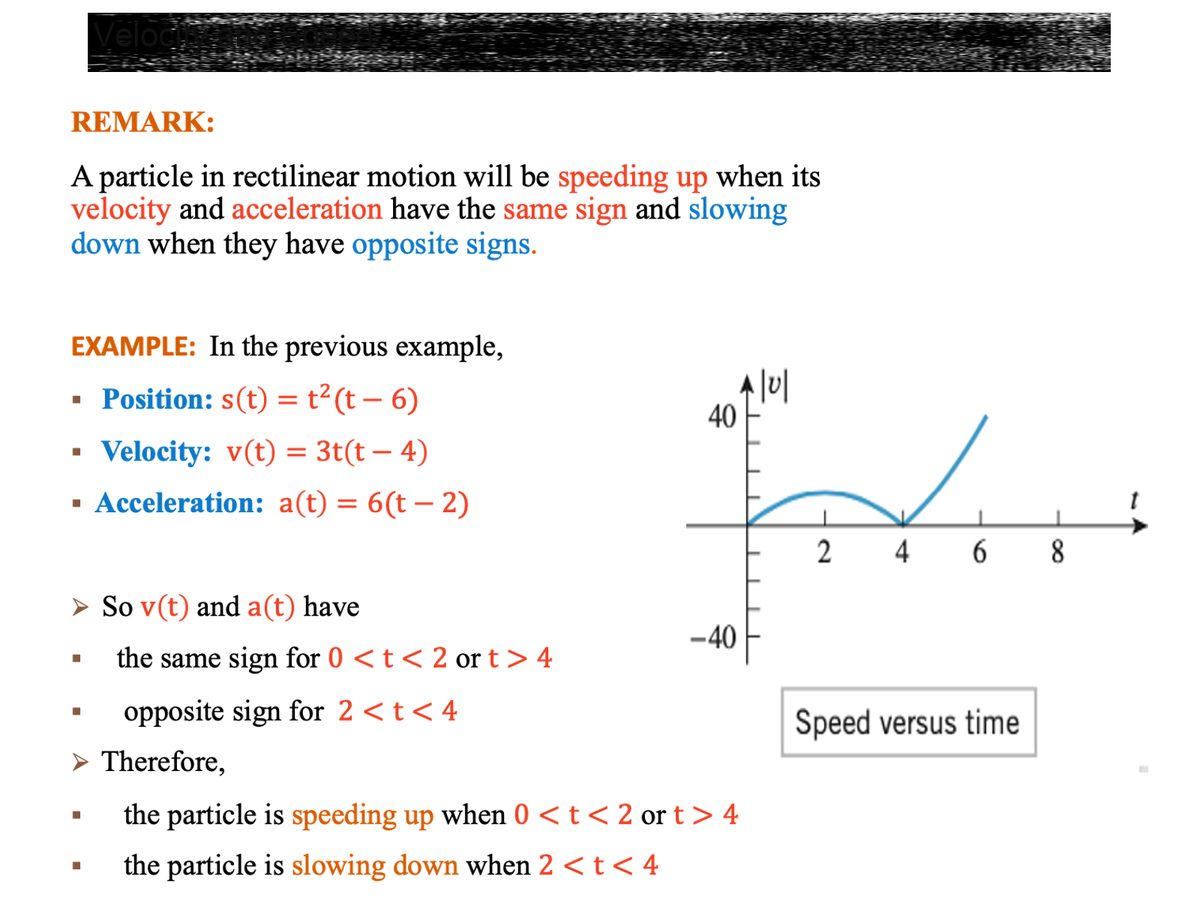 REMARK:
A particle in rectilinear motion will be speeding up when its
velocity and acceleration have the same sign and slowing
down when they have opposite signs.
EXAMPLE: In the previous example,
▪ Position: s(t) = t²(t − 6)
▪ Velocity: v(t) = 3t(t − 4)
▪ Acceleration: a(t) = 6(t − 2)
➢ So v(t) and a(t) have
▪ the same sign for 0 < t < 2 or t > 4
▪ opposite sign for 2 < t < 4
➢ Therefore,
▪ the particle is speeding up when 0 < t < 2 or t > 4
▪ the particle is slowing down when 2 < t < 4
|v|
40
t
2 4 6 8
−40
Speed versus time